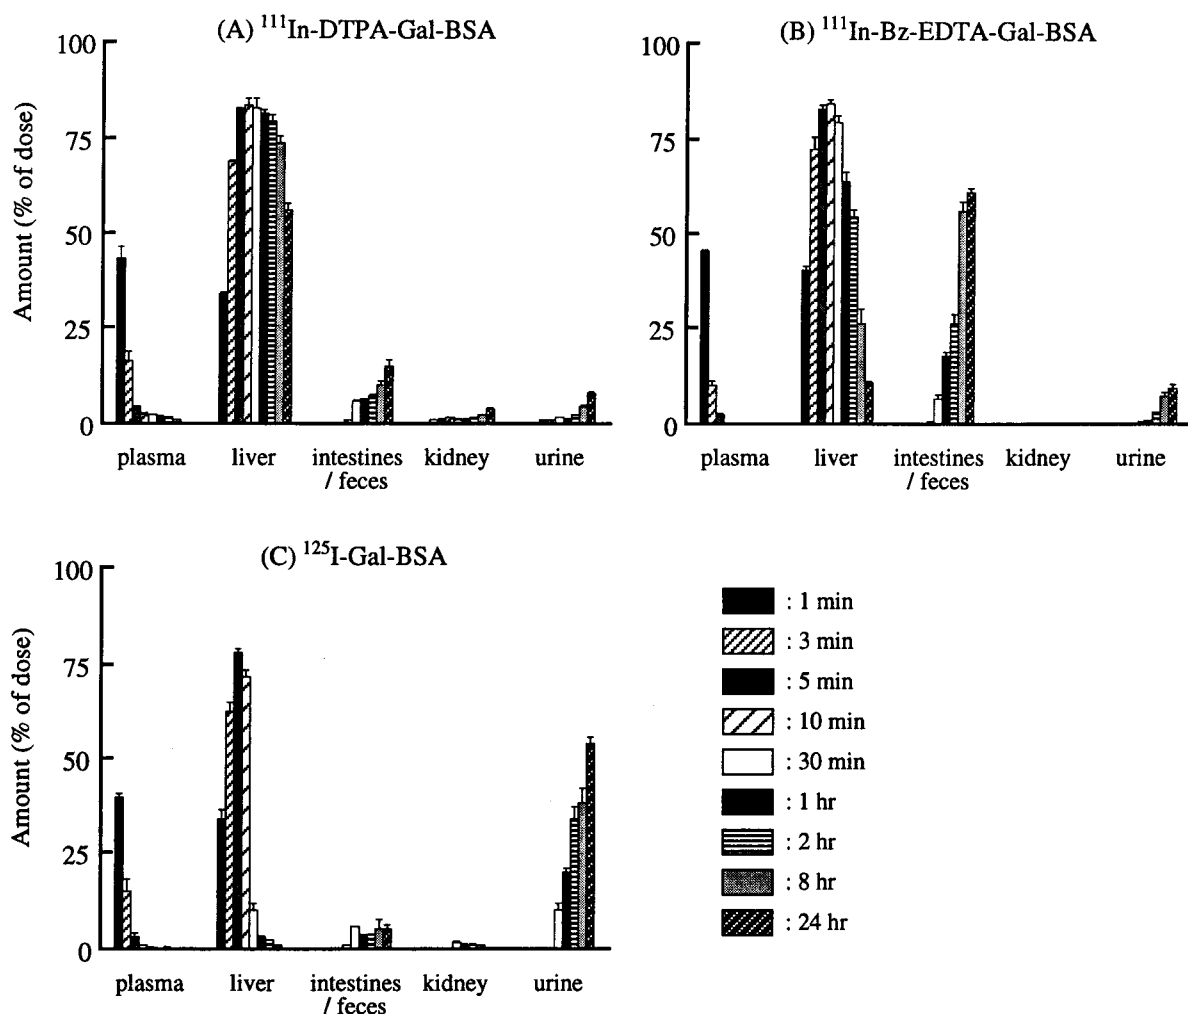 (A) ¹¹¹In-DTPA-Gal-BSA
100
75
50
25
0
Amount (% of dose)
plasma liver intestines / feces kidney urine
(B) ¹¹¹In-Bz-EDTA-Gal-BSA
100
75
50
25
0
plasma liver intestines / feces kidney urine
(C) ¹²⁵I-Gal-BSA
100
75
50
25
0
Amount (% of dose)
plasma liver intestines / feces kidney urine
: 1 min
: 3 min
: 5 min
: 10 min
: 30 min
: 1 hr
: 2 hr
: 8 hr
: 24 hr